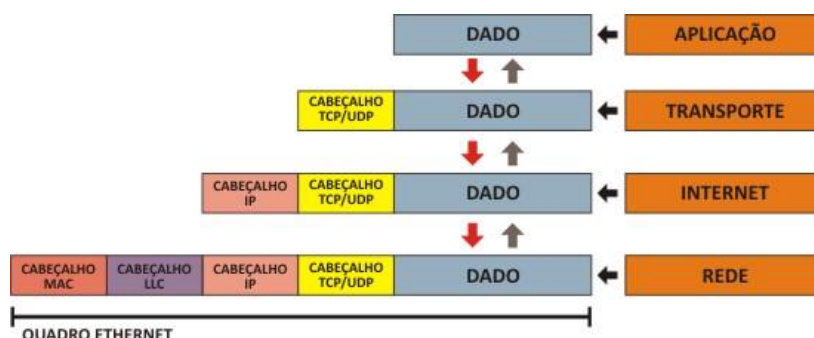 DADO
APLICAÇÃO
CABEÇALHO
TCP/UDP
DADO
TRANSPORTE
CABEÇALHO
IP
CABEÇALHO
TCP/UDP
DADO
INTERNET
CABEÇALHO
MAC
CABEÇALHO
LLC
CABEÇALHO
IP
CABEÇALHO
TCP/UDP
DADO
REDE
QUADRO ETHERNET